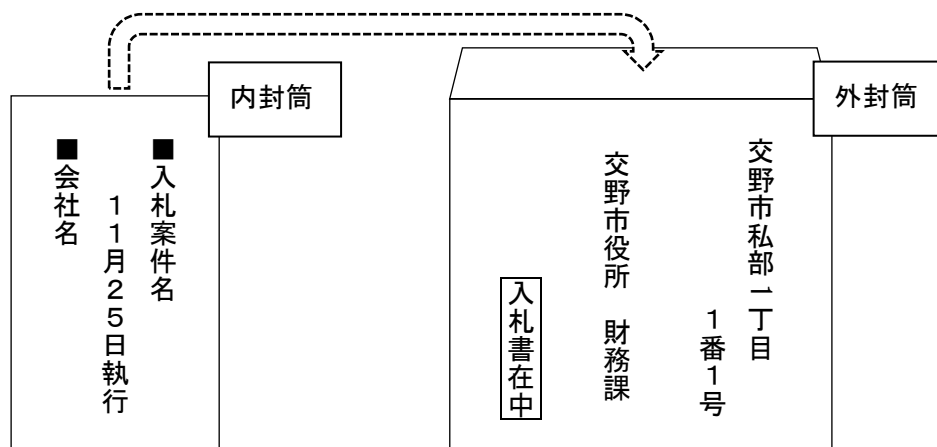 内封筒
■入札案件名
11月25日執行
■会社名
外封筒
交野市私部一丁目
1番1号
交野市役所 財務課
入札書在中